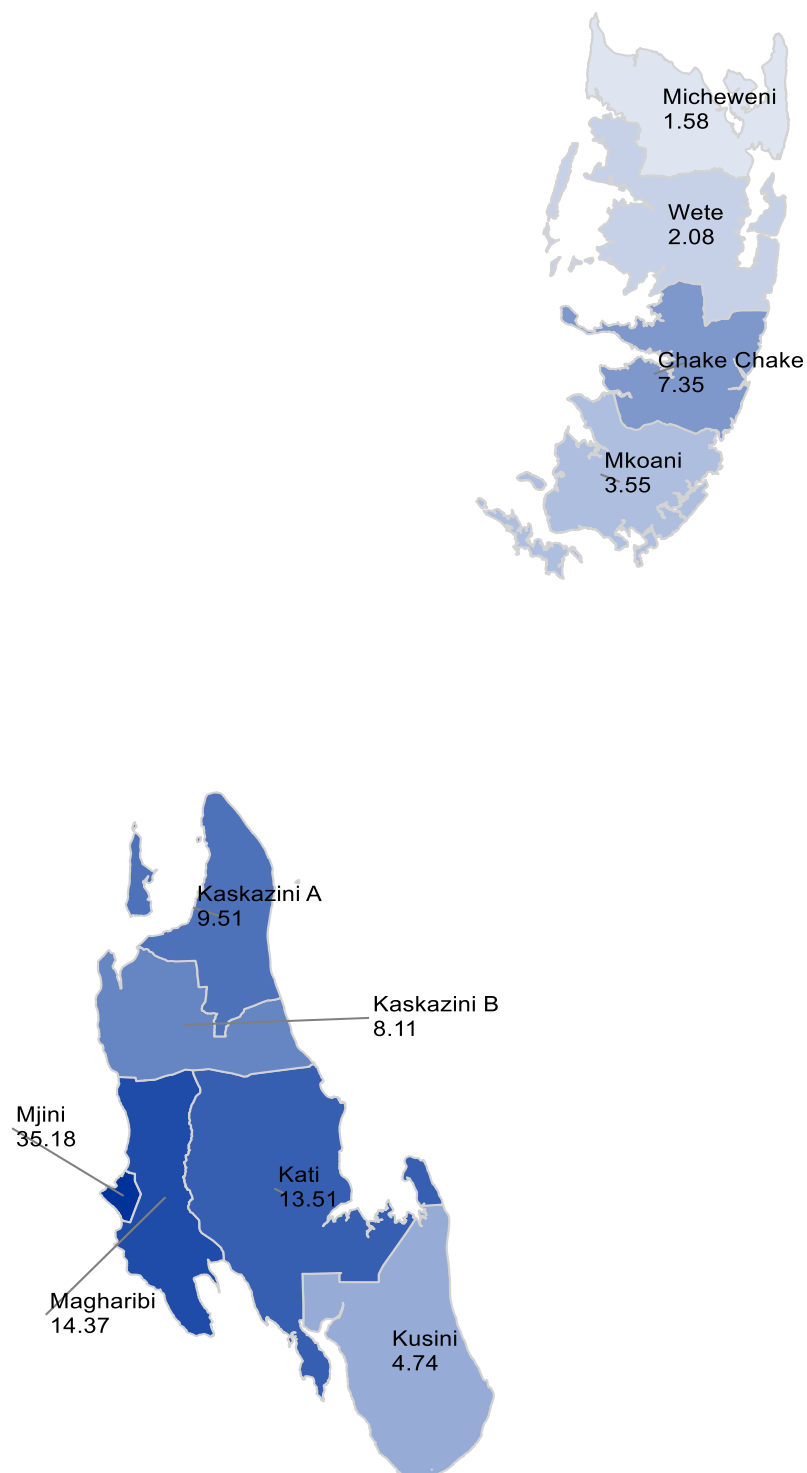 Micheweni
1.58
Wete
2.08
Chake Chake
7.35
Mkoani
3.55
Kaskazini A
9.51
Kaskazini B
8.11
Mjini
35.18
Kati
13.51
Magharibi
14.37
Kusini
4.74